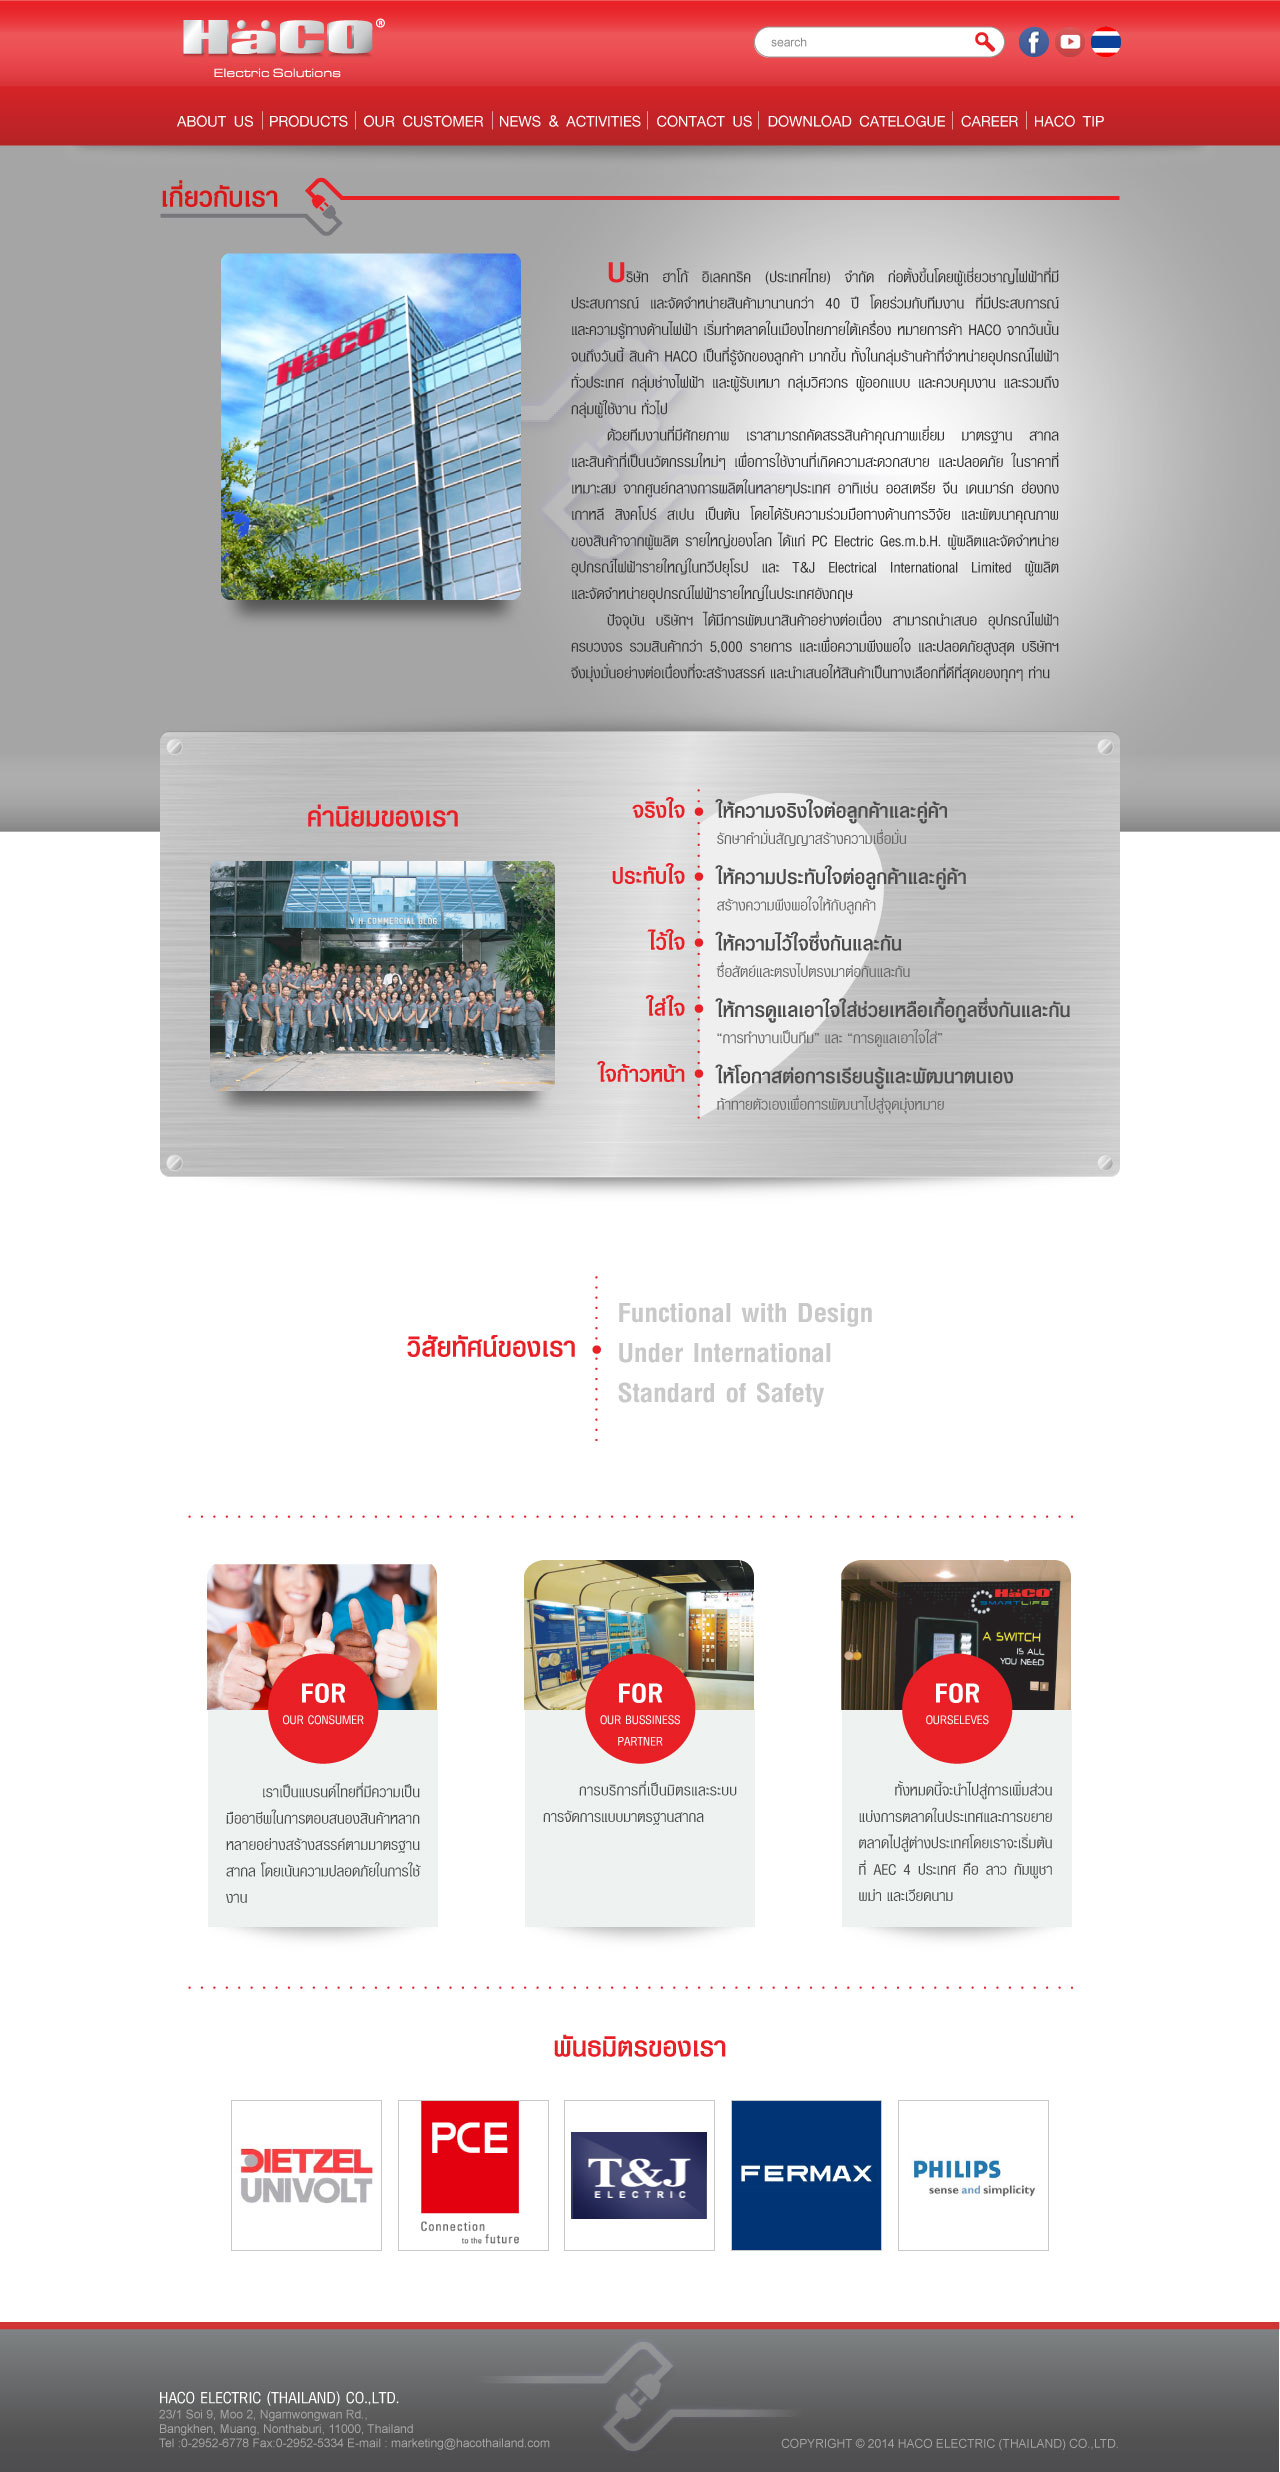 HäCO®
Electric Solutions
search
ABOUT US
PRODUCTS
OUR CUSTOMER
NEWS & ACTIVITIES
CONTACT US
DOWNLOAD CATELOGUE
CAREER
HACO TIP
เกี่ยวกับเรา
HäCO
บริษัท ฮาโก้ อิเลคทริค (ประเทศไทย) จำกัด ก่อตั้งขึ้นโดยผู้เชี่ยวชาญไฟฟ้าที่มี
ประสบการณ์ และจัดจำหน่ายสินค้ามานานกว่า 40 ปี โดยร่วมกับทีมงาน ที่มีประสบการณ์
และความรู้ทางด้านไฟฟ้า เริ่มทำตลาดในเมืองไทยภายใต้เครื่อง หมายการค้า HACO จากวันนั้น
จนถึงวันนี้ สินค้า HACO เป็นที่รู้จักของลูกค้า มากขึ้น ทั้งในกลุ่มร้านค้าที่จำหน่ายอุปกรณ์ไฟฟ้า
ทั่วประเทศ กลุ่มช่างไฟฟ้า และผู้รับเหมา กลุ่มวิศวกร ผู้ออกแบบ และควบคุมงาน และรวมถึง
กลุ่มผู้ใช้งาน ทั่วไป
ด้วยทีมงานที่มีศักยภาพ เราสามารถคัดสรรสินค้าคุณภาพเยี่ยม มาตรฐาน สากล
และสินค้าที่เป็นนวัตกรรมใหม่ๆ เพื่อการใช้งานที่เกิดความสะดวกสบาย และปลอดภัย ในราคาที่
เหมาะสม จากศูนย์กลางการผลิตในหลายๆประเทศ อาทิเช่น ออสเตรีย จีน เดนมาร์ก ฮ่องกง
เกาหลี สิงคโปร์ สเปน เป็นต้น โดยได้รับความร่วมมือทางด้านการวิจัย และพัฒนาคุณภาพ
ของสินค้าจากผู้ผลิต รายใหญ่ของโลก ได้แก่ PC Electric Ges.m.b.H. ผู้ผลิตและจัดจำหน่าย
อุปกรณ์ไฟฟ้ารายใหญ่ในทวีปยุโรป และ T&J Electrical International Limited ผู้ผลิต
และจัดจำหน่ายอุปกรณ์ไฟฟ้ารายใหญ่ในประเทศอังกฤษ
ปัจจุบัน บริษัทฯ ได้มีการพัฒนาสินค้าอย่างต่อเนื่อง สามารถนำเสนอ อุปกรณ์ไฟฟ้า
ครบวงจร รวมสินค้ากว่า 5,000 รายการ และเพื่อความพึงพอใจ และปลอดภัยสูงสุด บริษัทฯ
จึงมุ่งมั่นอย่างต่อเนื่องที่จะสร้างสรรค์ และนำเสนอให้สินค้าเป็นทางเลือกที่ดีที่สุดของทุกๆ ท่าน
ค่านิยมของเรา
V.H COMMERCIAL BLDG
จริงใจ
ให้ความจริงใจต่อลูกค้าและคู่ค้า
รักษาคำมั่นสัญญาสร้างความเชื่อมั่น
ประทับใจ
ให้ความประทับใจต่อลูกค้าและคู่ค้า
สร้างความพึงพอใจให้กับลูกค้า
ไว้ใจ
ให้ความไว้ใจซึ่งกันและกัน
ซื่อสัตย์และตรงไปตรงมาต่อกันและกัน
ใส่ใจ
ให้การดูแลเอาใจใส่ช่วยเหลือเกื้อกูลซึ่งกันและกัน
“การทำงานเป็นทีม” และ “การดูแลเอาใจใส่”
ใจก้าวหน้า
ให้โอกาสต่อการเรียนรู้และพัฒนาตนเอง
ท้าทายตัวเองเพื่อการพัฒนาไปสู่จุดมุ่งหมาย
วิสัยทัศน์ของเรา
Functional with Design
Under International
Standard of Safety
FOR
OUR CONSUMER
เราเป็นแบรนด์ไทยที่มีความเป็น
มืออาชีพในการตอบสนองสินค้าหลาก
หลายอย่างสร้างสรรค์ตามมาตรฐาน
สากล โดยเน้นความปลอดภัยในการใช้
งาน
FOR
OUR BUSSINESS
PARTNER
การบริการที่เป็นมิตรและระบบ
การจัดการแบบมาตรฐานสากล
HäCO
SMARTLIFE
A SWITCH
IS ALL
YOU NEED
FOR
OURSELEVES
ทั้งหมดนี้จะนำไปสู่การเพิ่มส่วน
แบ่งการตลาดในประเทศและการขยาย
ตลาดไปสู่ต่างประเทศโดยเราจะเริ่มต้น
ที่ AEC 4 ประเทศ คือ ลาว กัมพูชา
พม่า และเวียดนาม
พันธมิตรของเรา
DIETZEL
UNIVOLT
PCE
Connection
to the future
T&J
ELECTRIC
FERMAX
PHILIPS
sense and simplicity
HACO ELECTRIC (THAILAND) CO.,LTD.
23/1 Soi 9, Moo 2, Ngamwongwan Rd.,
Bangkhen, Muang, Nonthaburi, 11000, Thailand
Tel :0-2952-6778 Fax:0-2952-5334 E-mail : marketing@hacothailand.com
COPYRIGHT © 2014 HACO ELECTRIC (THAILAND) CO.,LTD.